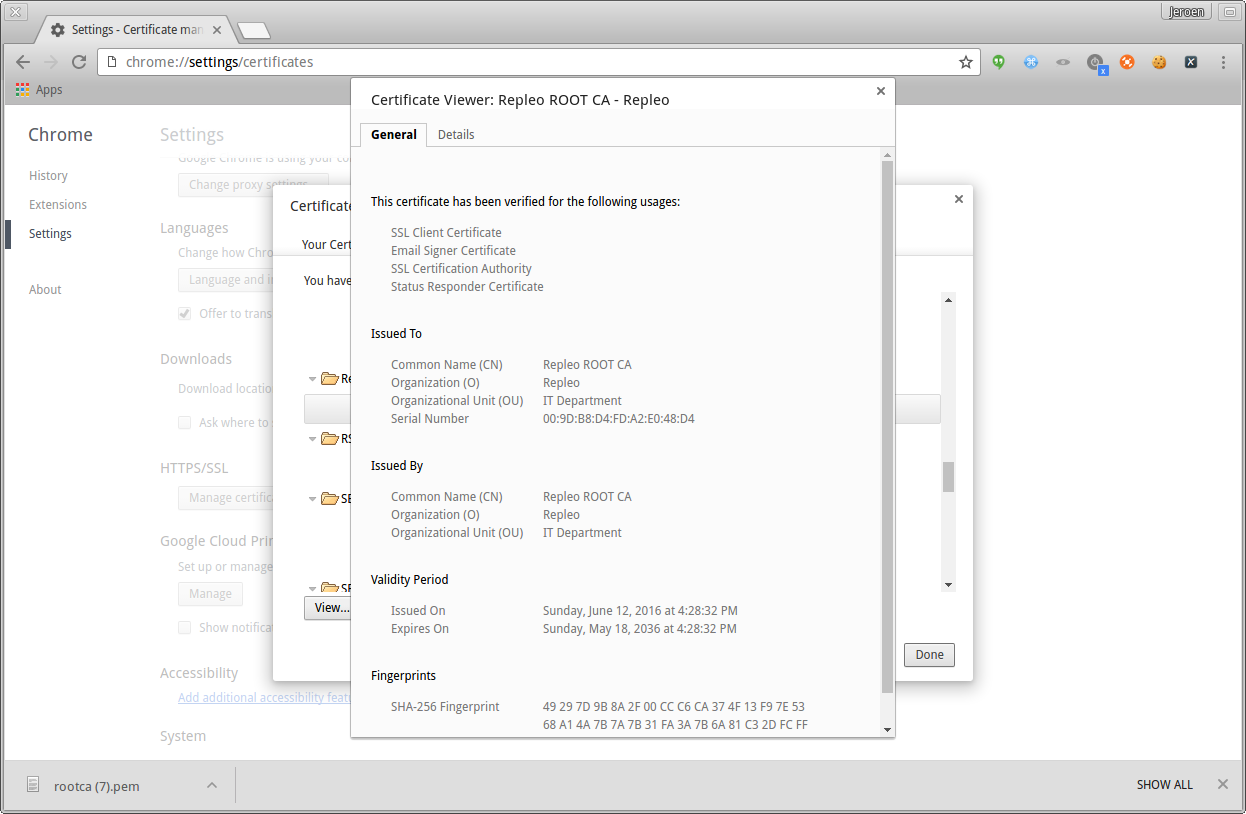 Jeroen
Settings - Certificate man
chrome://settings/certificates
Apps
Chrome
History
Extensions
Settings
About
Settings
Google Chrome is using your co
Change proxy settings
Languages
Change how Chro
Language and in
Offer to trans
Downloads
Download locatio
Ask where to
HTTPS/SSL
Manage certific
Google Cloud Prin
Set up or manage
Manage
Show notifica
Accessibility
Add additional accessibility featu
System
Certificate
Your Cert
You have
Re
RS
SE
SE
View...
Done
Certificate Viewer: Repleo ROOT CA - Repleo
General Details
This certificate has been verified for the following usages:
SSL Client Certificate
Email Signer Certificate
SSL Certification Authority
Status Responder Certificate
Issued To
Common Name (CN) Repleo ROOT CA
Organization (O) Repleo
Organizational Unit (OU) IT Department
Serial Number 00:9D:B8:D4:FD:A2:E0:48:D4
Issued By
Common Name (CN) Repleo ROOT CA
Organization (O) Repleo
Organizational Unit (OU) IT Department
Validity Period
Issued On Sunday, June 12, 2016 at 4:28:32 PM
Expires On Sunday, May 18, 2036 at 4:28:32 PM
Fingerprints
SHA-256 Fingerprint 49 29 7D 9B 8A 2F 00 CC C6 CA 37 4F 13 F9 7E 53
68 A1 4A 7B 7A 7B 31 FA 3A 7B 6A 81 C3 2D FC FF
rootca (7).pem
SHOW ALL